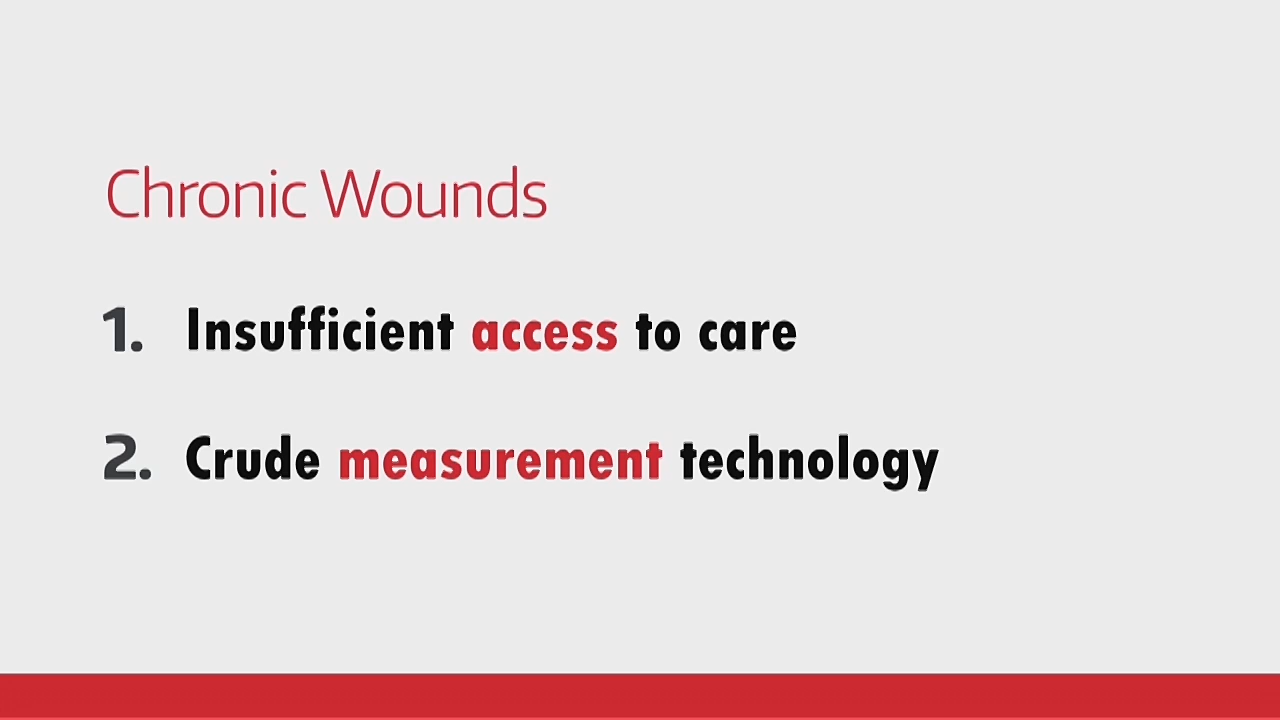 Chronic Wounds
1. Insufficient access to care
2. Crude measurement technology